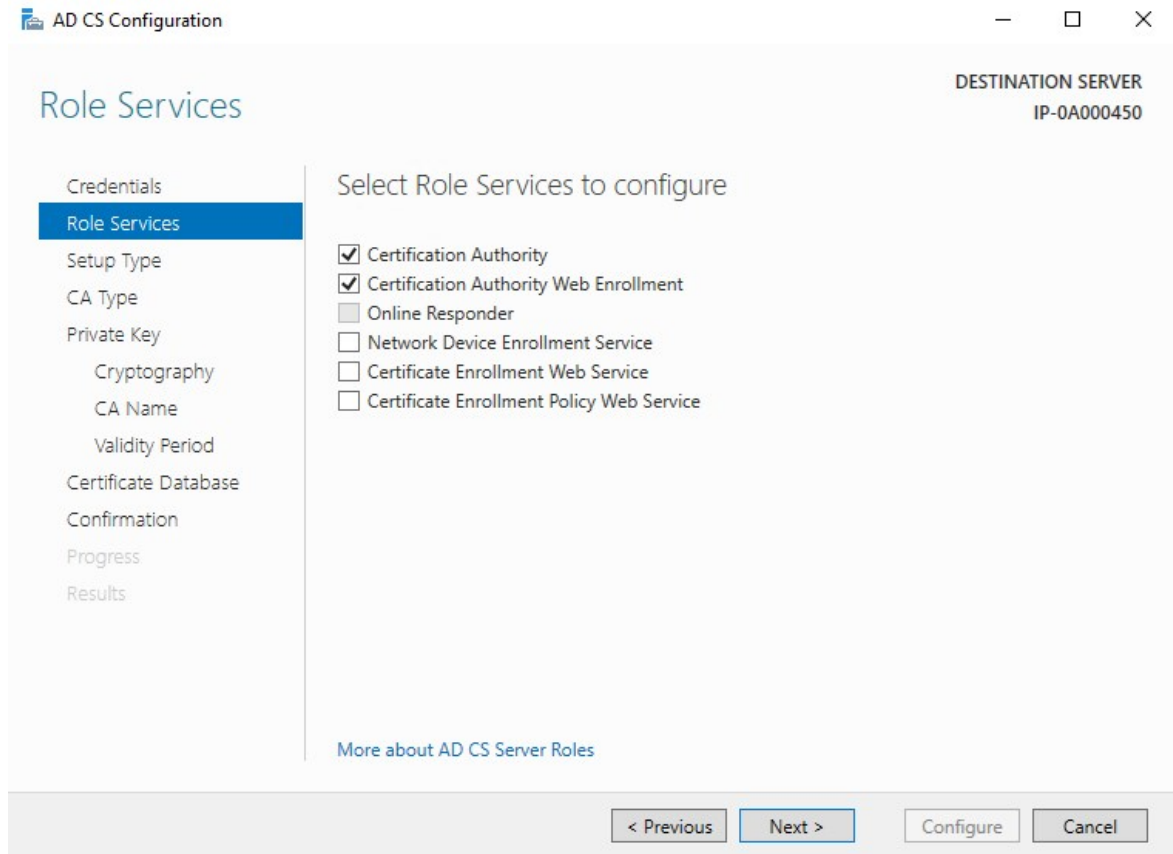 AD CS Configuration
Role Services
DESTINATION SERVER
IP-0A000450
Credentials
Role Services
Setup Type
CA Type
Private Key
Cryptography
CA Name
Validity Period
Certificate Database
Confirmation
Progress
Results
Select Role Services to configure
Certification Authority
Certification Authority Web Enrollment
Online Responder
Network Device Enrollment Service
Certificate Enrollment Web Service
Certificate Enrollment Policy Web Service
More about AD CS Server Roles
< Previous
Next >
Configure
Cancel